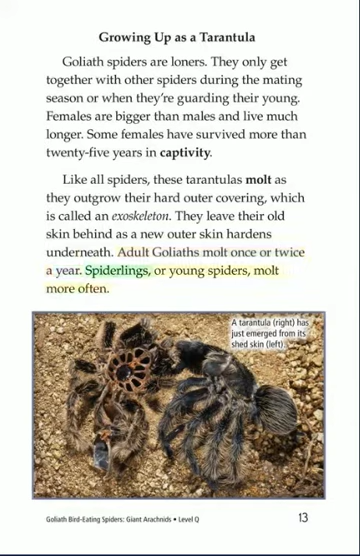 Growing Up as a Tarantula
Goliath spiders are loners. They only get
together with other spiders during the mating
season or when they're guarding their young.
Females are bigger than males and live much
longer. Some females have survived more than
twenty-five years in captivity.
Like all spiders, these tarantulas molt as
they outgrow their hard outer covering, which
is called an exoskeleton. They leave their old
skin behind as a new outer skin hardens
underneath. Adult Goliaths molt once or twice
a year. Spiderlings, or young spiders, molt
more often.
A tarantula (right) has
just emerged from its
shed skin (left).
Goliath Bird-Eating Spiders: Giant Arachnids • Level Q
13